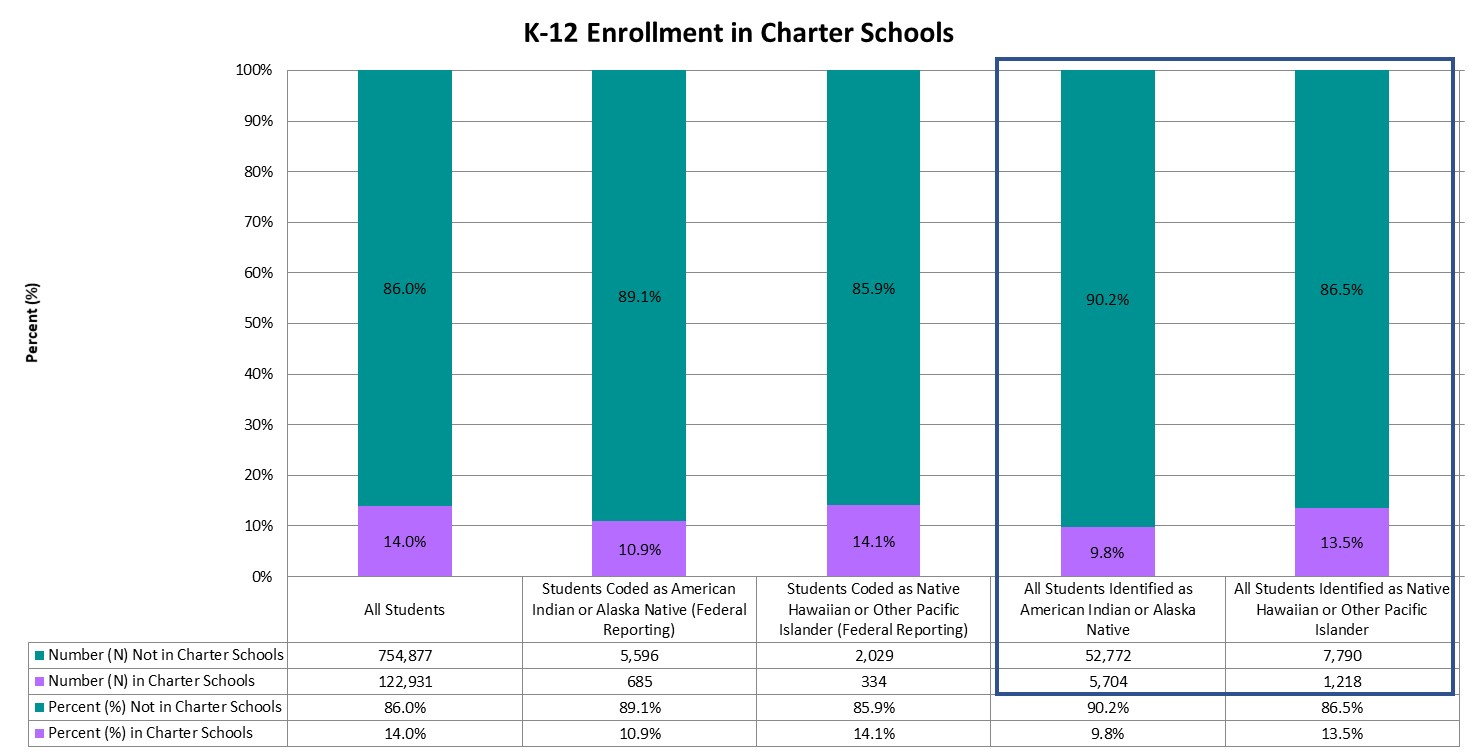 K-12 Enrollment in Charter Schools
Percent (%)
100%
90%
80%
70%
60%
50%
40%
30%
20%
10%
0%
86.0%
89.1%
85.9%
90.2%
86.5%
14.0%
10.9%
14.1%
9.8%
13.5%
All Students
Students Coded as American
Indian or Alaska Native (Federal
Reporting)
Students Coded as Native
Hawaiian or Other Pacific
Islander (Federal Reporting)
All Students Identified as
American Indian or Alaska
Native
All Students Identified as Native
Hawaiian or Other Pacific
Islander
Number (N) Not in Charter Schools 754,877 5,596 2,029 52,772 7,790
Number (N) in Charter Schools 122,931 685 334 5,704 1,218
Percent (%) Not in Charter Schools 86.0% 89.1% 85.9% 90.2% 86.5%
Percent (%) in Charter Schools 14.0% 10.9% 14.1% 9.8% 13.5%